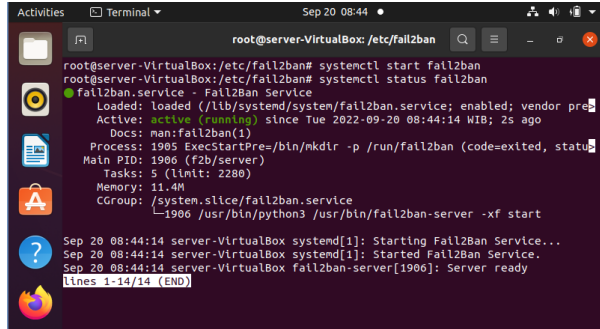 Activities
Terminal
Sep 20 08:44
root@server-VirtualBox: /etc/fail2ban
root@server-VirtualBox:/etc/fail2ban# systemctl start fail2ban
root@server-VirtualBox:/etc/fail2ban# systemctl status fail2ban
● fail2ban.service - Fail2Ban Service
Loaded: loaded (/lib/systemd/system/fail2ban.service; enabled; vendor pre>
Active: active (running) since Tue 2022-09-20 08:44:14 WIB; 2s ago
Docs: man:fail2ban(1)
Process: 1905 ExecStartPre=/bin/mkdir -p /run/fail2ban (code=exited, statu>
Main PID: 1906 (f2b/server)
Tasks: 5 (limit: 2280)
Memory: 11.4M
CGroup: /system.slice/fail2ban.service
└─1906 /usr/bin/python3 /usr/bin/fail2ban-server -xf start
Sep 20 08:44:14 server-VirtualBox systemd[1]: Starting Fail2Ban Service...
Sep 20 08:44:14 server-VirtualBox systemd[1]: Started Fail2Ban Service.
Sep 20 08:44:14 server-VirtualBox fail2ban-server[1906]: Server ready
lines 1-14/14 (END)